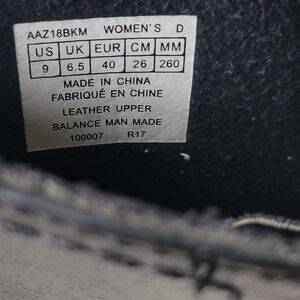 AAZ18BKM WOMEN'S D
US UK EUR CM MM
9 6.5 40 26 260
MADE IN CHINA
FABRIQUÉ EN CHINE
LEATHER UPPER
BALANCE MAN MADE
100007 R17